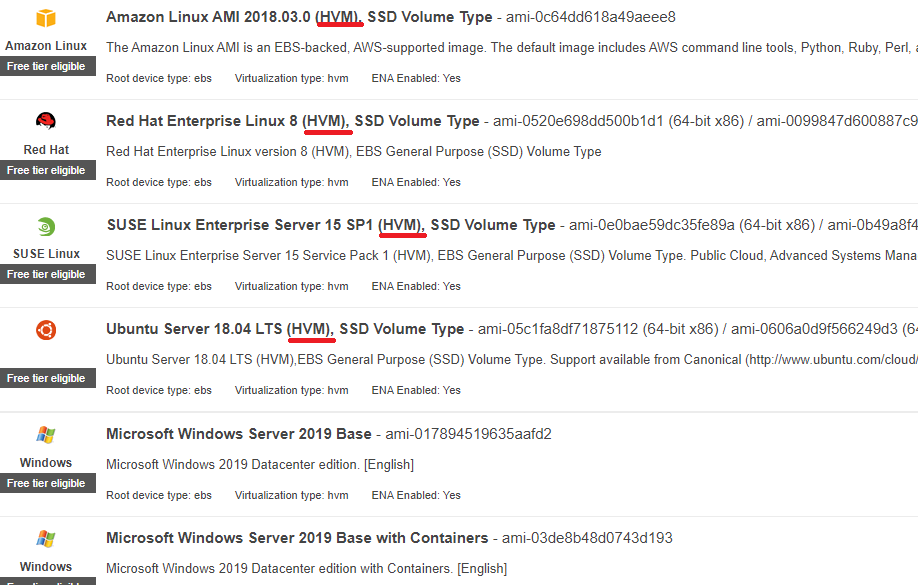 Amazon Linux AMI 2018.03.0 (HVM), SSD Volume Type - ami-0c64dd618a49aeee8
Amazon Linux
The Amazon Linux AMI is an EBS-backed, AWS-supported image. The default image includes AWS command line tools, Python, Ruby, Perl, a
Free tier eligible
Root device type: ebs Virtualization type: hvm ENA Enabled: Yes
Red Hat Enterprise Linux 8 (HVM), SSD Volume Type - ami-0520e698dd500b1d1 (64-bit x86) / ami-0099847d600887c9
Red Hat
Red Hat Enterprise Linux version 8 (HVM), EBS General Purpose (SSD) Volume Type
Free tier eligible
Root device type: ebs Virtualization type: hvm ENA Enabled: Yes
SUSE Linux Enterprise Server 15 SP1 (HVM), SSD Volume Type - ami-0e0bae59dc35fe89a (64-bit x86) / ami-0b49a8f4
SUSE Linux
SUSE Linux Enterprise Server 15 Service Pack 1 (HVM), EBS General Purpose (SSD) Volume Type. Public Cloud, Advanced Systems Mana
Free tier eligible
Root device type: ebs Virtualization type: hvm ENA Enabled: Yes
Ubuntu Server 18.04 LTS (HVM), SSD Volume Type - ami-05c1fa8df71875112 (64-bit x86) / ami-0606a0d9f566249d3 (64
Ubuntu Server 18.04 LTS (HVM),EBS General Purpose (SSD) Volume Type. Support available from Canonical (http://www.ubuntu.com/cloud/
Free tier eligible
Root device type: ebs Virtualization type: hvm ENA Enabled: Yes
Microsoft Windows Server 2019 Base - ami-017894519635aafd2
Windows
Microsoft Windows 2019 Datacenter edition. [English]
Free tier eligible
Root device type: ebs Virtualization type: hvm ENA Enabled: Yes
Microsoft Windows Server 2019 Base with Containers - ami-03de8b48d0743d193
Windows
Microsoft Windows 2019 Datacenter edition with Containers. [English]